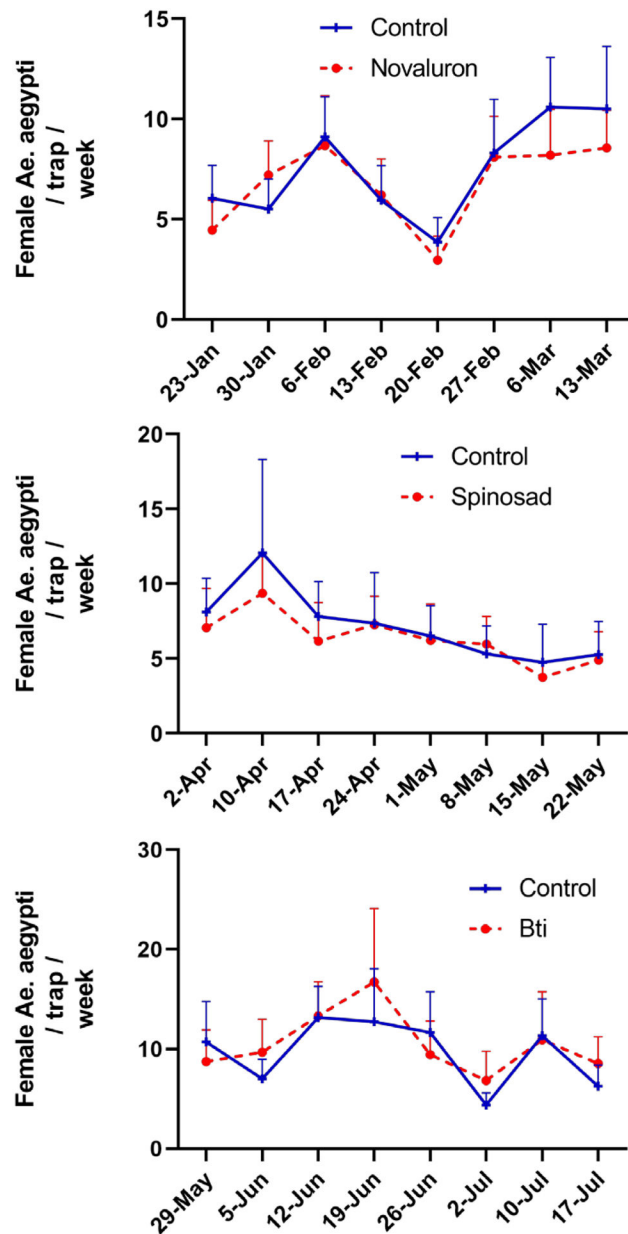 Female Ae. aegypti
/ trap /
week
15
10
5
0
Control
Novaluron
23-Jan
30-Jan
6-Feb
13-Feb
20-Feb
27-Feb
6-Mar
13-Mar
Female Ae. aegypti
/ trap /
week
20
15
10
5
0
Control
Spinosad
2-Apr
10-Apr
17-Apr
24-Apr
1-May
8-May
15-May
22-May
Female Ae. aegypti
/ trap /
week
30
20
10
0
Control
Bti
29-May
5-Jun
12-Jun
19-Jun
26-Jun
2-Jul
10-Jul
17-Jul